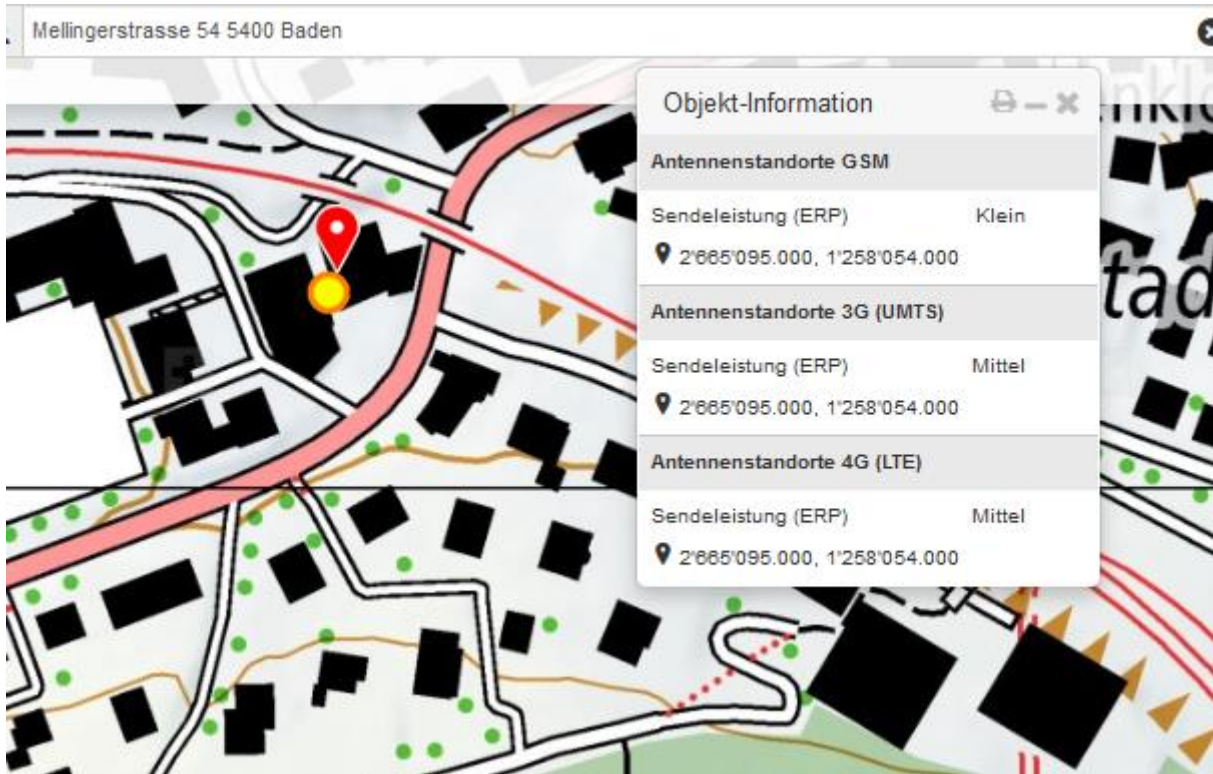 Mellingerstrasse 54 5400 Baden
Objekt-Information
Antennenstandorte GSM
Sendeleistung (ERP) Klein
2'665'095.000, 1'258'054.000
Antennenstandorte 3G (UMTS)
Sendeleistung (ERP) Mittel
2'665'095.000, 1'258'054.000
Antennenstandorte 4G (LTE)
Sendeleistung (ERP) Mittel
2'665'095.000, 1'258'054.000